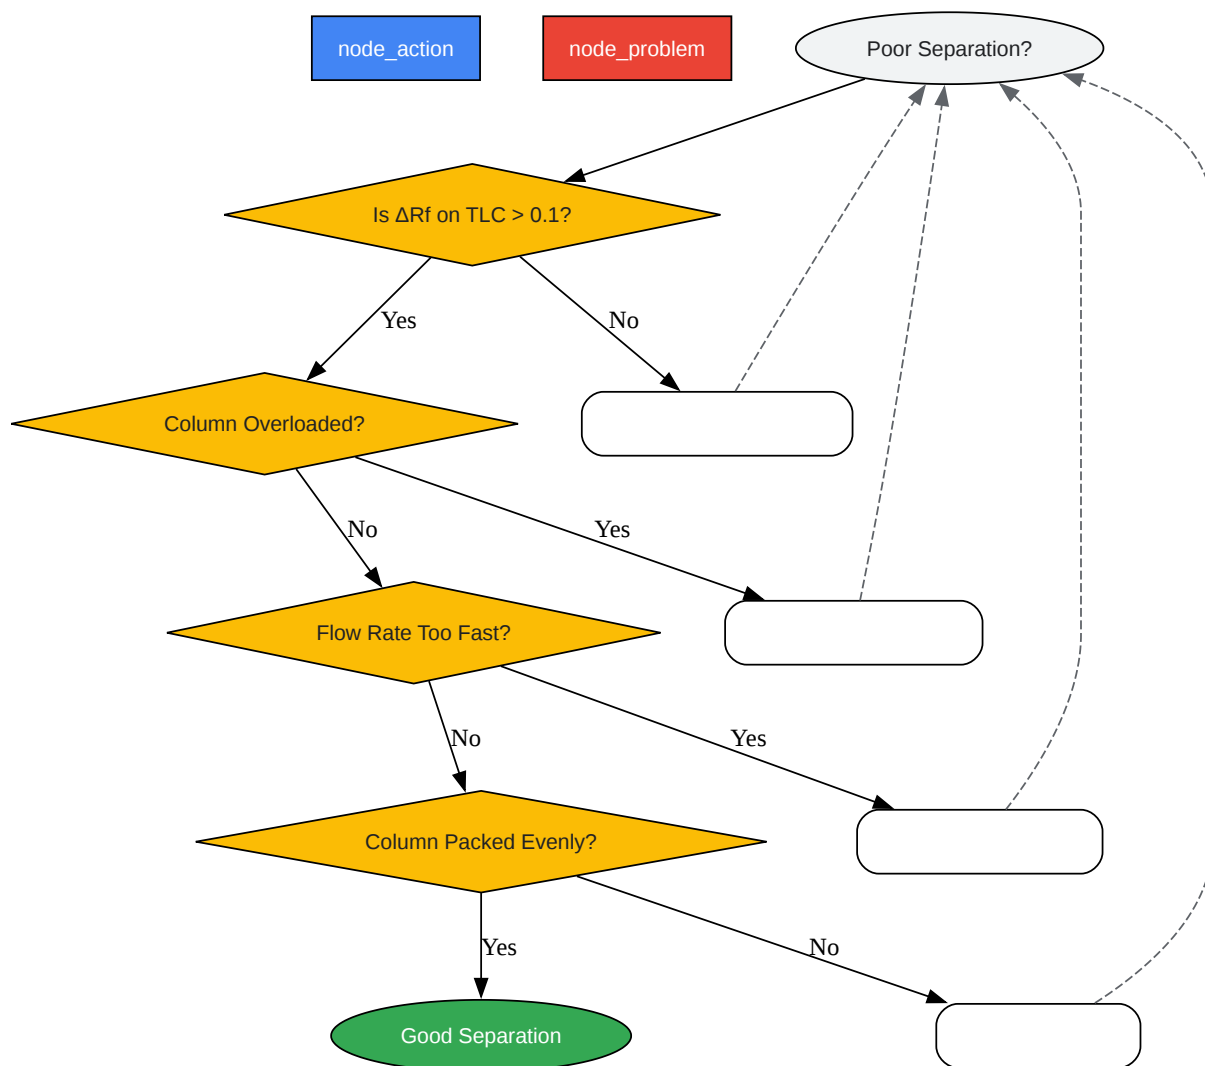 node_action
node_problem
Poor Separation?
Is ΔRf on TLC > 0.1?
Yes
No
Column Overloaded?
No
Yes
Flow Rate Too Fast?
No
Yes
Column Packed Evenly?
Yes
No
Good Separation